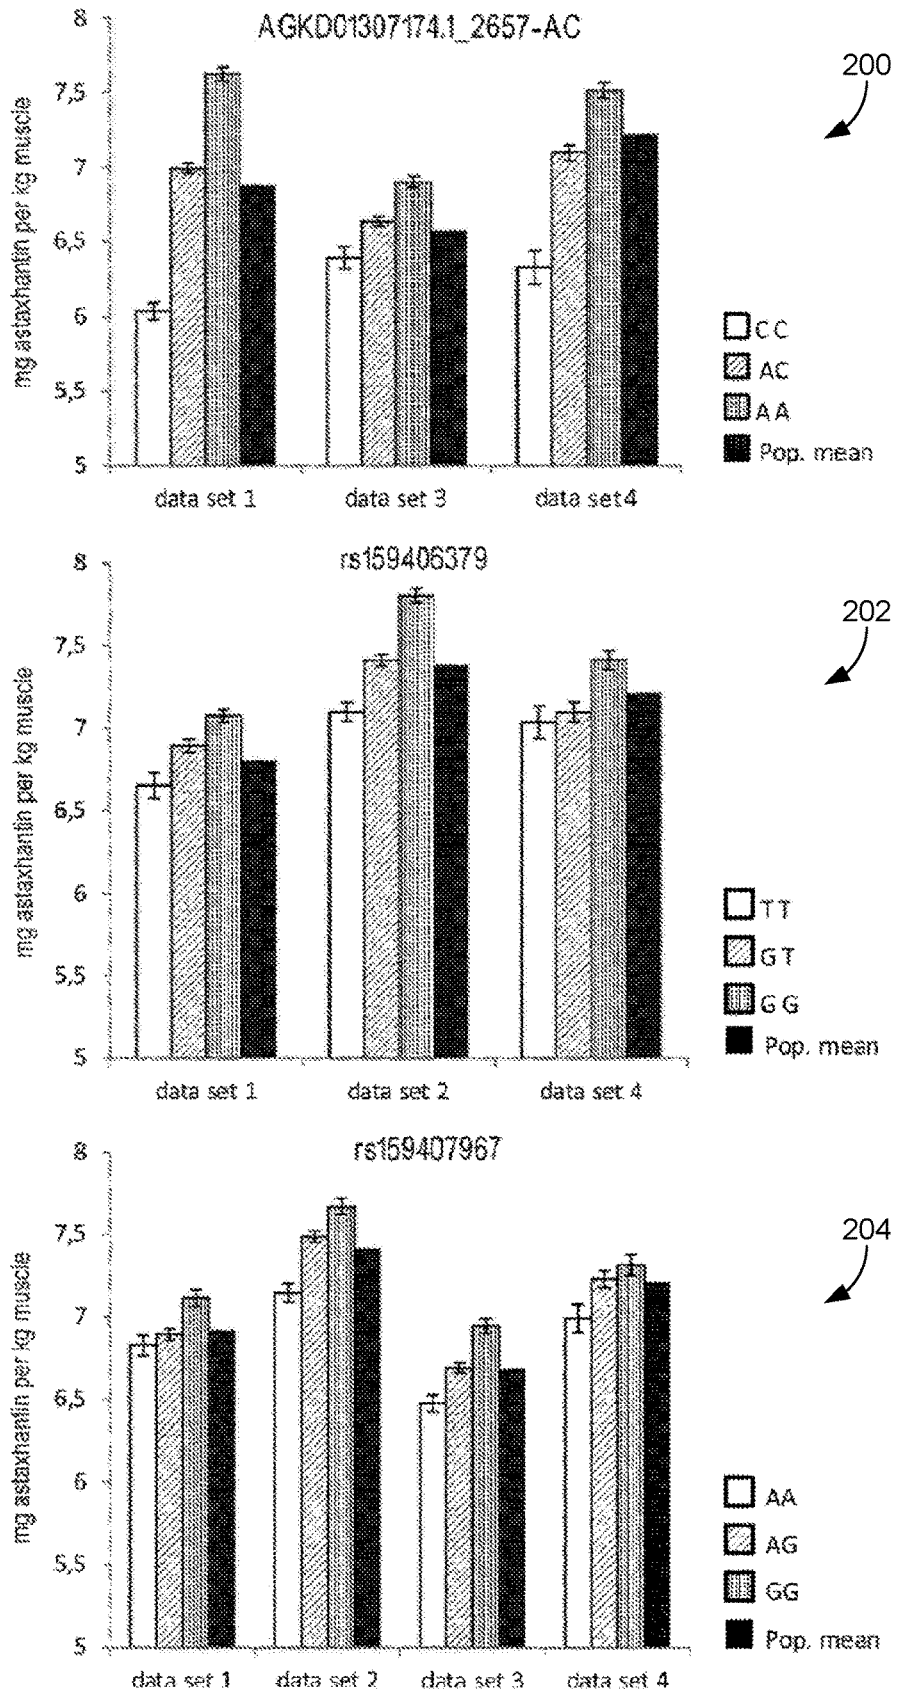 AGKD01307174.1_2657-AC
mg astaxhantin per kg muscle
8
7,5
7
6,5
6
5,5
5
data set 1
data set 3
data set4
200
CC
AC
AA
Pop. mean
rs159406379
mg astaxhantin per kg muscle
8
7,5
7
6,5
6
5,5
5
data set 1
data set 2
data set 4
202
TT
GT
GG
Pop. mean
rs159407967
mg astaxhantin per kg muscle
8
7,5
7
6,5
6
5,5
5
data set 1
data set 2
data set 3
data set 4
204
AA
AG
GG
Pop. mean